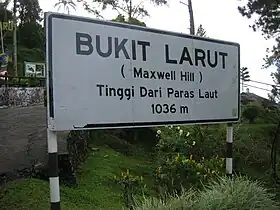 BUKIT LARUT
( Maxwell Hill )
Tinggi Dari Paras Laut
1036 m